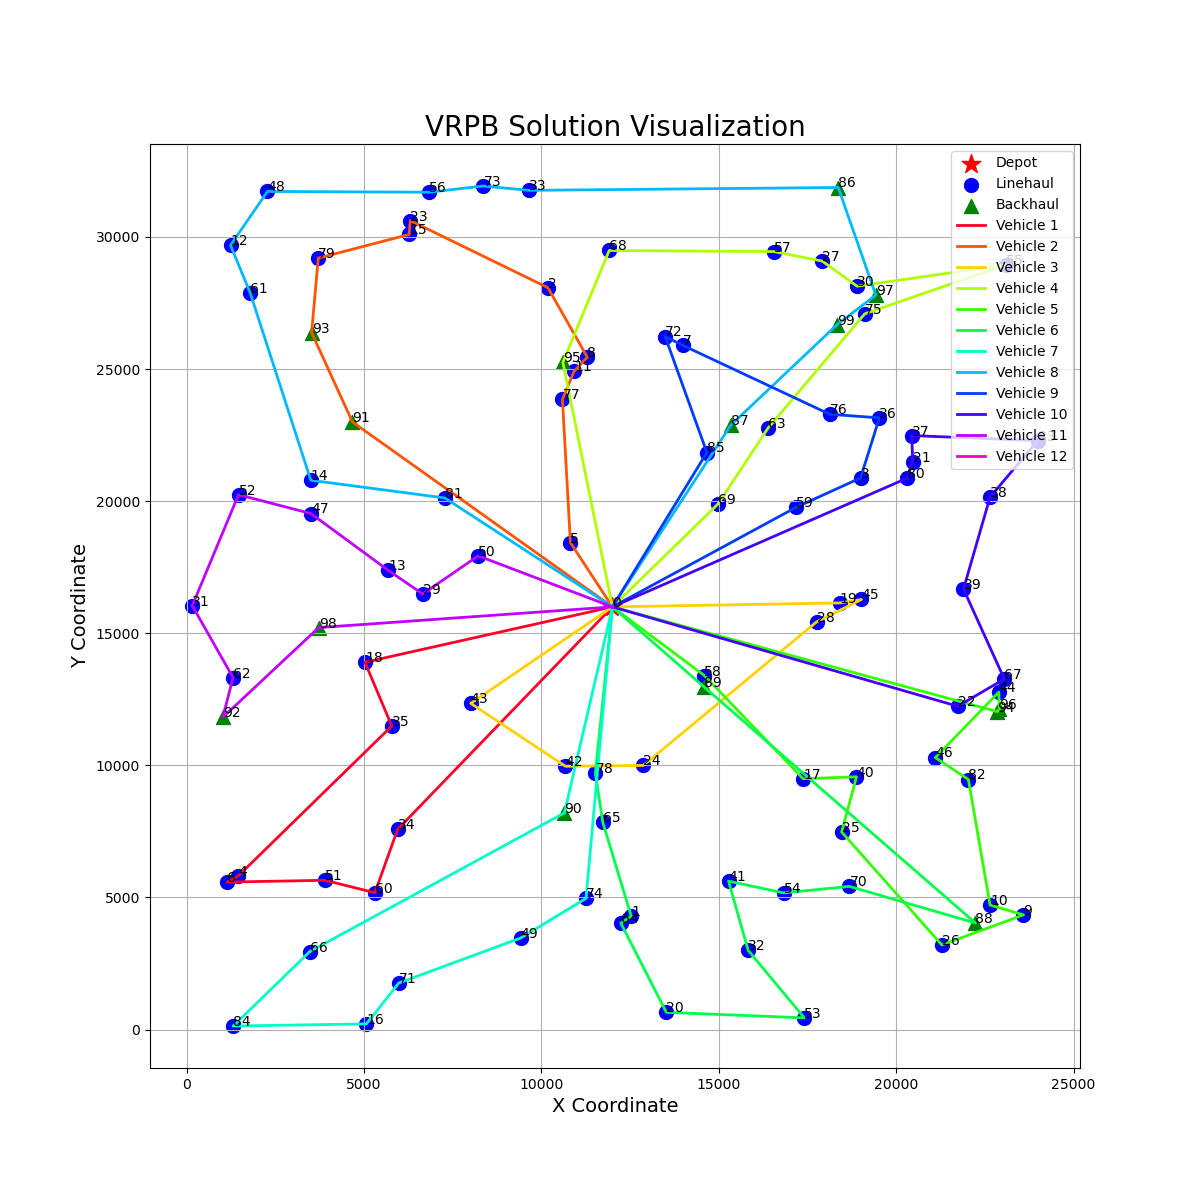 VRPB Solution Visualization
Depot
Linehaul
Backhaul
Vehicle 1
Vehicle 2
Vehicle 3
Vehicle 4
Vehicle 5
Vehicle 6
Vehicle 7
Vehicle 8
Vehicle 9
Vehicle 10
Vehicle 11
Vehicle 12
48 56 73 33 86
23
12 79 68 57 27
55
61 2 30 97
75
93 72 7 99
95 8
77
91 87 63 76 36 37
85 21
14 81 3 80 38
52 47 69 59
5
13 50
29 39
31 0 19 45
98 28
18 58 67
62 89 44
92 43 22
35
42 24 46
78 17 40 82
90 65
34 25
4 51 60 41 54 70
74 10 9
1 88
66 49 32 26
71
84 16 20 53
0
5000
10000
15000
20000
25000
30000
0 5000 10000 15000 20000 25000
X Coordinate
Y Coordinate